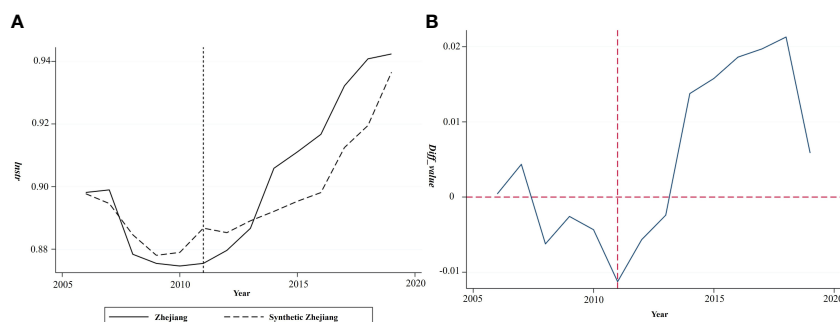 A
B
0.94
0.92
0.90
0.88
Instr
2005
2010
2015
2020
Year
Zhejiang
Synthetic Zhejiang
0.02
0.01
0
-0.01
Diff_value
2005
2010
2015
2020
Year